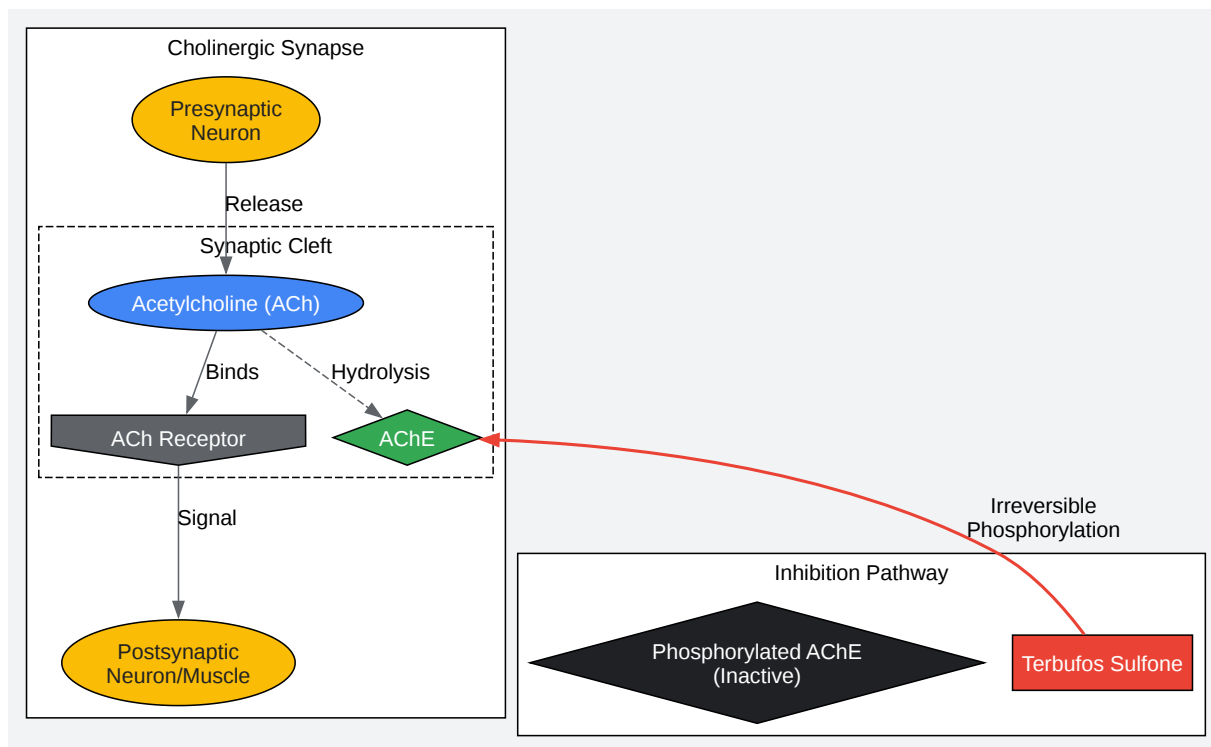 Cholinergic Synapse
Presynaptic
Neuron
Release
Synaptic Cleft
Acetylcholine (ACh)
Binds
Hydrolysis
ACh Receptor
AChE
Signal
Postsynaptic
Neuron/Muscle
Irreversible
Phosphorylation
Inhibition Pathway
Phosphorylated AChE
(Inactive)
Terbufos Sulfone